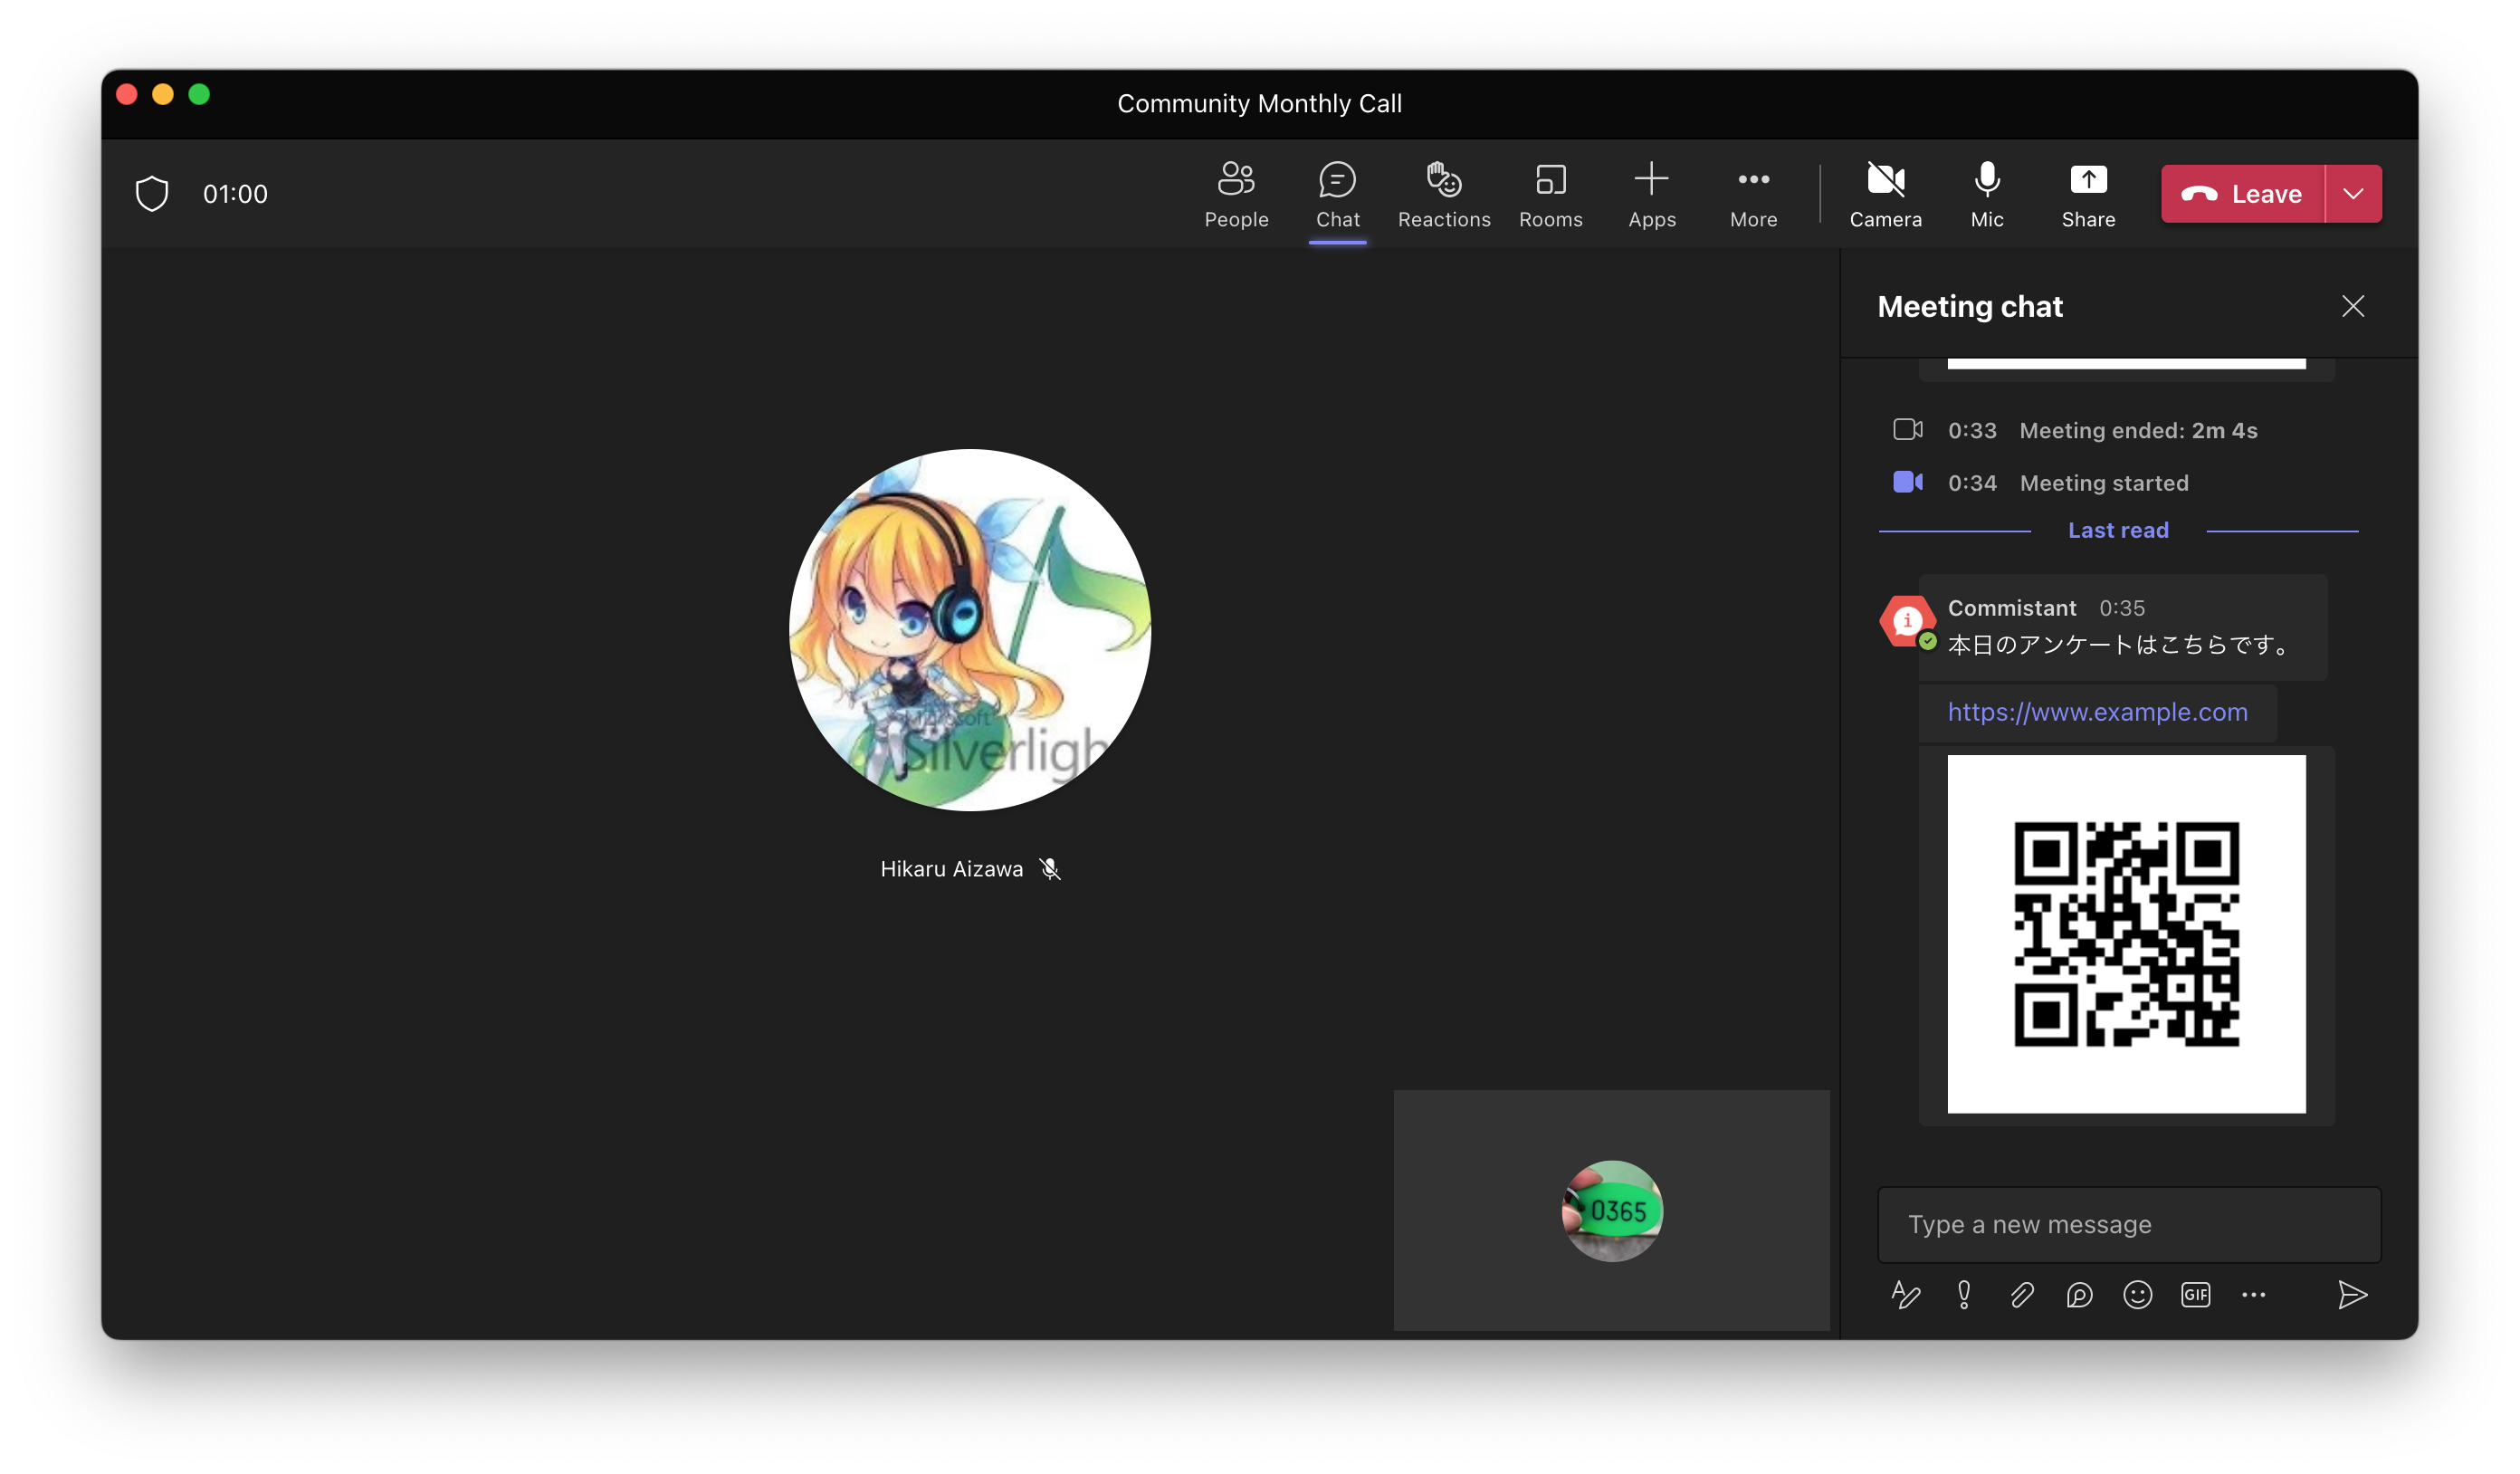 Community Monthly Call
01:00
People
Chat
Reactions
Rooms
Apps
More
Camera
Mic
Share
Leave
Microsoft
Silverligh
Hikaru Aizawa
0365
Meeting chat
0:33 Meeting ended: 2m 4s
0:34 Meeting started
Last read
Commistant 0:35
本日のアンケートはこちらです。
https://www.example.com
Type a new message
GIF